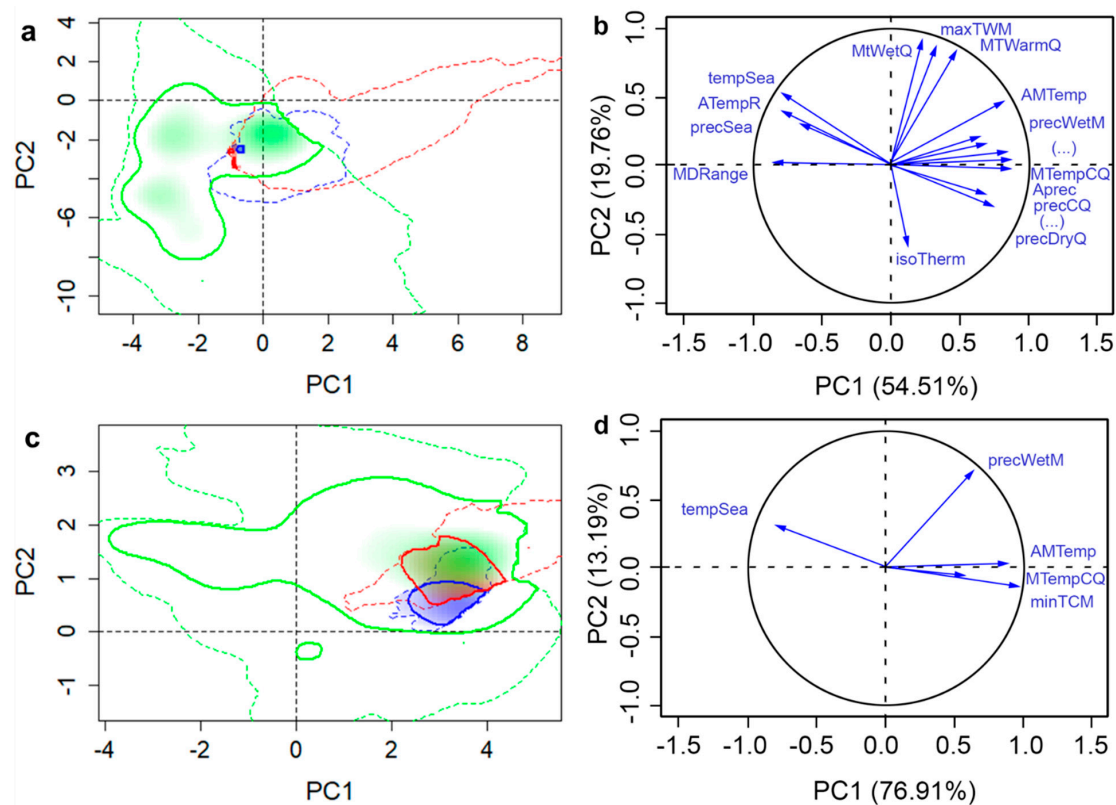 a
4
2
0
-2
-6
-10
PC2
-4
-2
0
2
4
6
8
PC1
b
1.0
0.5
0.0
-0.5
-1.0
PC2 (19.76%)
maxTWM
MtWetQ
MTWarmQ
tempSea
ATempR
AMTemp
precSea
precWetM
(...)
MDRange
MTempCQ
Aprec
precCQ
(...)
isoTherm
precDryQ
-1.5
-1.0
-0.5
0.0
0.5
1.0
1.5
PC1 (54.51%)
c
3
2
1
0
-1
PC2
-4
-2
0
2
4
PC1
d
1.0
0.5
0.0
-0.5
-1.0
PC2 (13.19%)
precWetM
tempSea
AMTemp
MTempCQ
minTCM
-1.5
-1.0
-0.5
0.0
0.5
1.0
1.5
PC1 (76.91%)